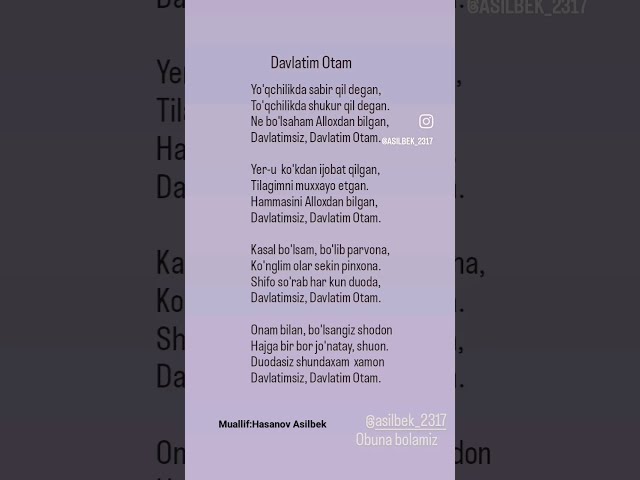 @ASILBEK_2317
Davlatim Otam
Yo'qchilikda sabir qil degan,
To'qchilikda shukur qil degan.
Ne bo'lsaham Alloxdan bilgan,
Davlatimsiz, Davlatim Otam.
@ASILBEK_2317
Yer-u ko'kdan ijobat qilgan,
Tilagimni muxxayo etgan.
Hammasini Alloxdan bilgan,
Davlatimsiz, Davlatim Otam.
Kasal bo'lsam, bo'lib parvona,
Ko'nglim olar sekin pinxona.
Shifo so'rab har kun duoda,
Davlatimsiz, Davlatim Otam.
Onam bilan, bo'lsangiz shodon
Hajga bir bor jo'natay, shuon.
Duodasiz shundaxam xamon
Davlatimsiz, Davlatim Otam.
Muallif:Hasanov Asilbek
@asilbek_2317
Obuna bolamiz